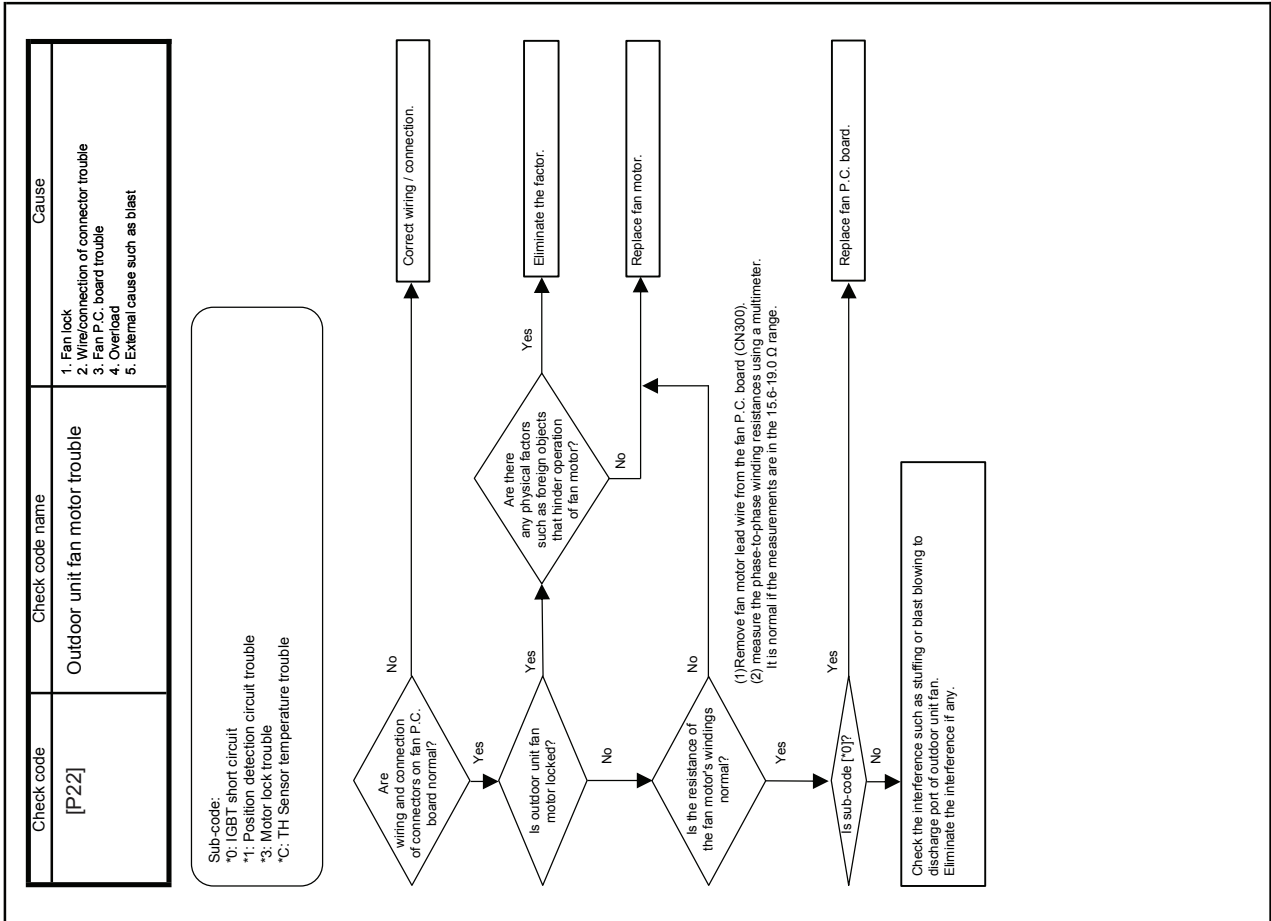 Check code
Check code name
Cause
[P22]
Outdoor unit fan motor trouble
1. Fan lock
2. Wire/connection of connector trouble
3. Fan P.C. board trouble
4. Overload
5. External cause such as blast
Sub-code:
*0: IGBT short circuit
*1: Position detection circuit trouble
*3: Motor lock trouble
*C: TH Sensor temperature trouble
Are
wiring and connection
of connectors on fan P.C.
board normal?
No
Correct wiring / connection.
Yes
Is outdoor unit fan
motor locked?
Yes
Are there
any physical factors
such as foreign objects
that hinder operation
of fan motor?
Yes
Eliminate the factor.
No
Replace fan motor.
No
Is the resistance of
the fan motor's windings
normal?
No
(1)Remove fan motor lead wire from the fan P.C. board (CN300).
(2) measure the phase-to-phase winding resistances using a multimeter.
It is normal if the measurements are in the 15.6-19.0 Ω range.
Yes
Is sub-code [*0]?
Yes
Replace fan P.C. board.
No
Check the interference such as stuffing or blast blowing to
discharge port of outdoor unit fan.
Eliminate the interference if any.